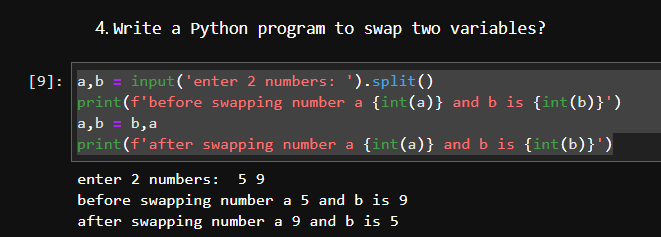 4. Write a Python program to swap two variables?
[9]: a,b = input('enter 2 numbers: ').split()
print(f'before swapping number a {int(a)} and b is {int(b)}')
a,b = b,a
print(f'after swapping number a {int(a)} and b is {int(b)}')
enter 2 numbers:  5 9
before swapping number a 5 and b is 9
after swapping number a 9 and b is 5